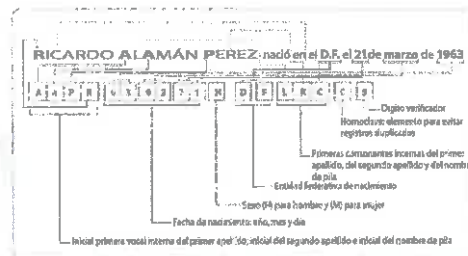 RICARDO ALAMÁN PEREZ nació en el D.F. el 21 de marzo de 1963
A A P R 6 3 0 3 2 1 H D F L R C C 9
Dígito verificador
Homoclave: elemento para evitar
registros duplicados
Primeras consonantes internas del primer
apellido, del segundo apellido y del nombre
de pila
Entidad federativa de nacimiento
Sexo (H) para hombre y (M) para mujer
Fecha de nacimiento: año, mes y día
Inicial primera vocal interna del primer apellido, inicial del segundo apellido e inicial del nombre de pila